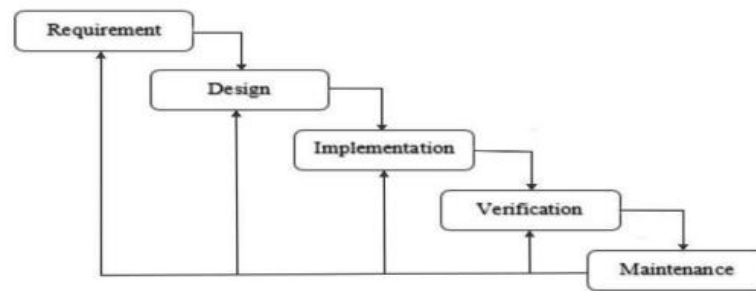 Requirement
Design
Implementation
Verification
Maintenance